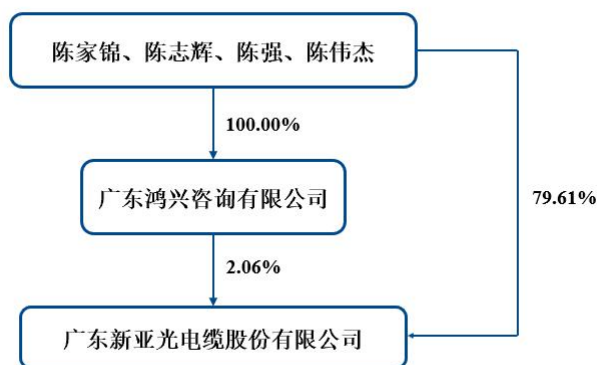 陈家锦、陈志辉、陈强、陈伟杰
100.00%
广东鸿兴咨询有限公司
79.61%
2.06%
广东新亚光电缆股份有限公司